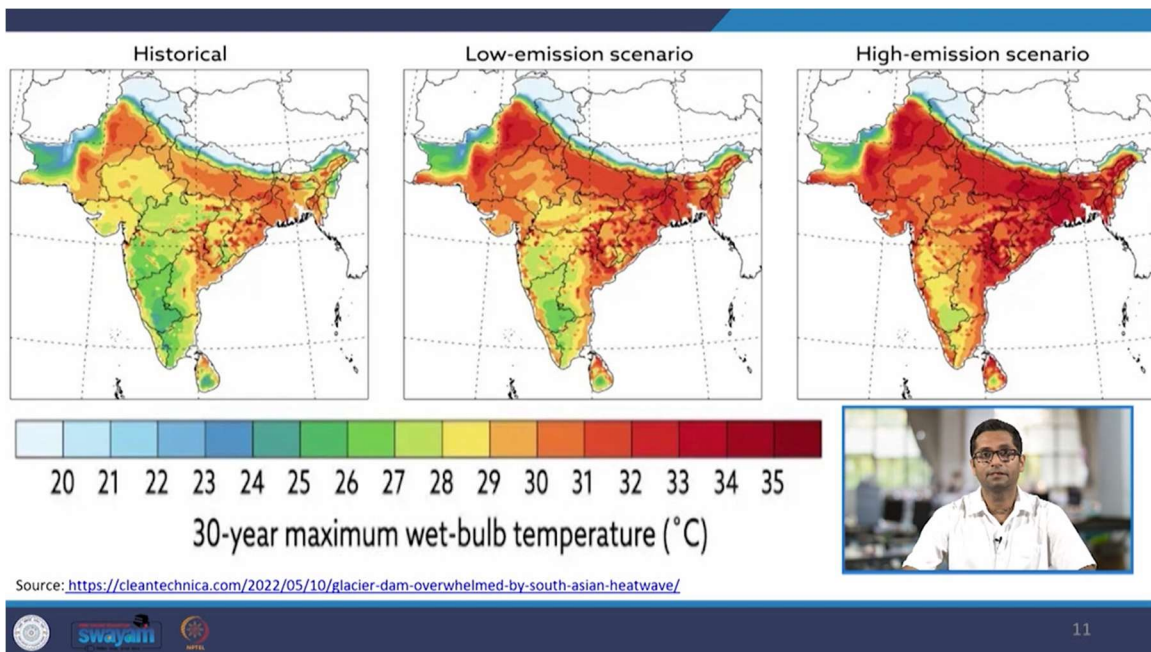 Historical
Low-emission scenario
High-emission scenario
20 21 22 23 24 25 26 27 28 29 30 31 32 33 34 35
30-year maximum wet-bulb temperature (˚C)
Source: https://cleantechnica.com/2022/05/10/glacier-dam-overwhelmed-by-south-asian-heatwave/
swayam
NPTEL
11